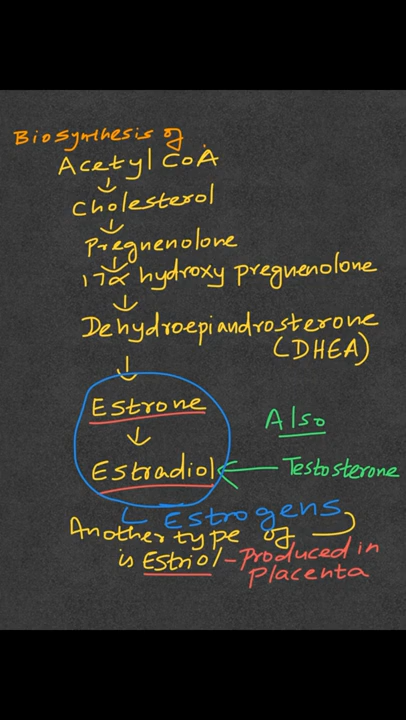 Biosynthesis of
Acetyl CoA
Cholesterol
Pregnenolone
17α hydroxy pregnenolone
Dehydroepiandrosterone
(DHEA)
Estrone
Also
Estradiol
Testosterone
Estrogens
Another type of
is Estriol - Produced in
Placenta